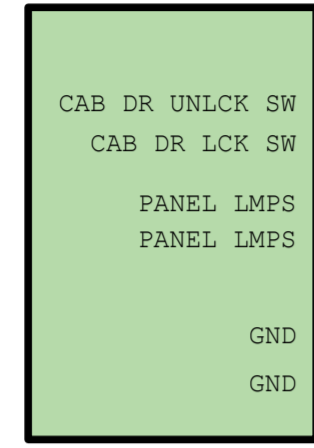 CAB DR UNLCK SW
CAB DR LCK SW
PANEL LMPS
PANEL LMPS
GND
GND